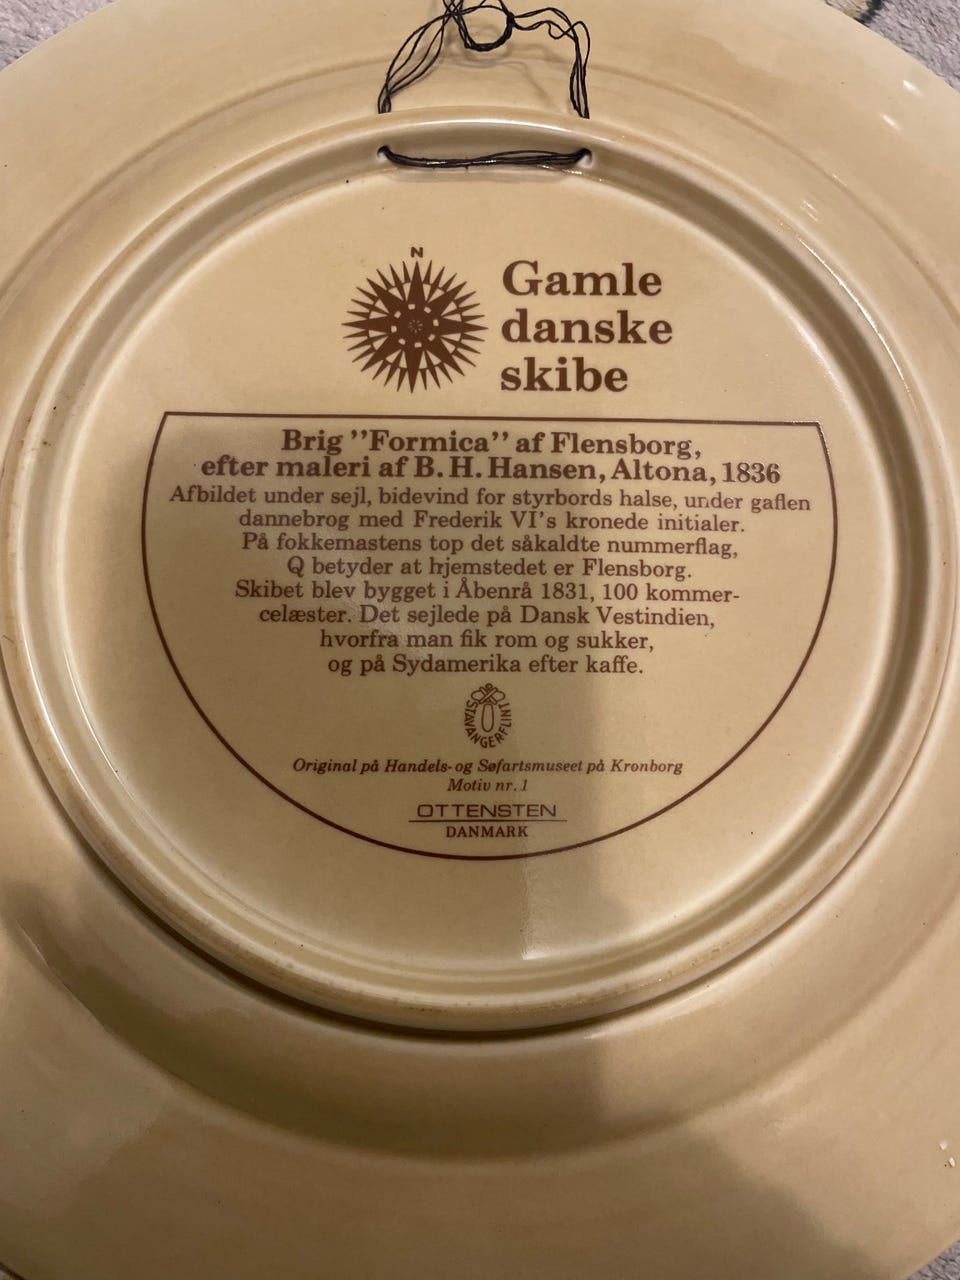 N
Gamle
danske
skibe
Brig ”Formica” af Flensborg,
efter maleri af B. H. Hansen, Altona, 1836
Afbildet under sejl, bidevind for styrbords halse, under gaflen
dannebrog med Frederik VI's kronede initialer.
På fokkemastens top det såkaldte nummerflag,
Q betyder at hjemstedet er Flensborg.
Skibet blev bygget i Åbenrå 1831, 100 kommer-
celæster. Det sejlede på Dansk Vestindien,
hvorfra man fik rom og sukker,
og på Sydamerika efter kaffe.
STAVANGERFLINT
Original på Handels- og Søfartsmuseet på Kronborg
Motiv nr. 1
OTTENSTEN
DANMARK